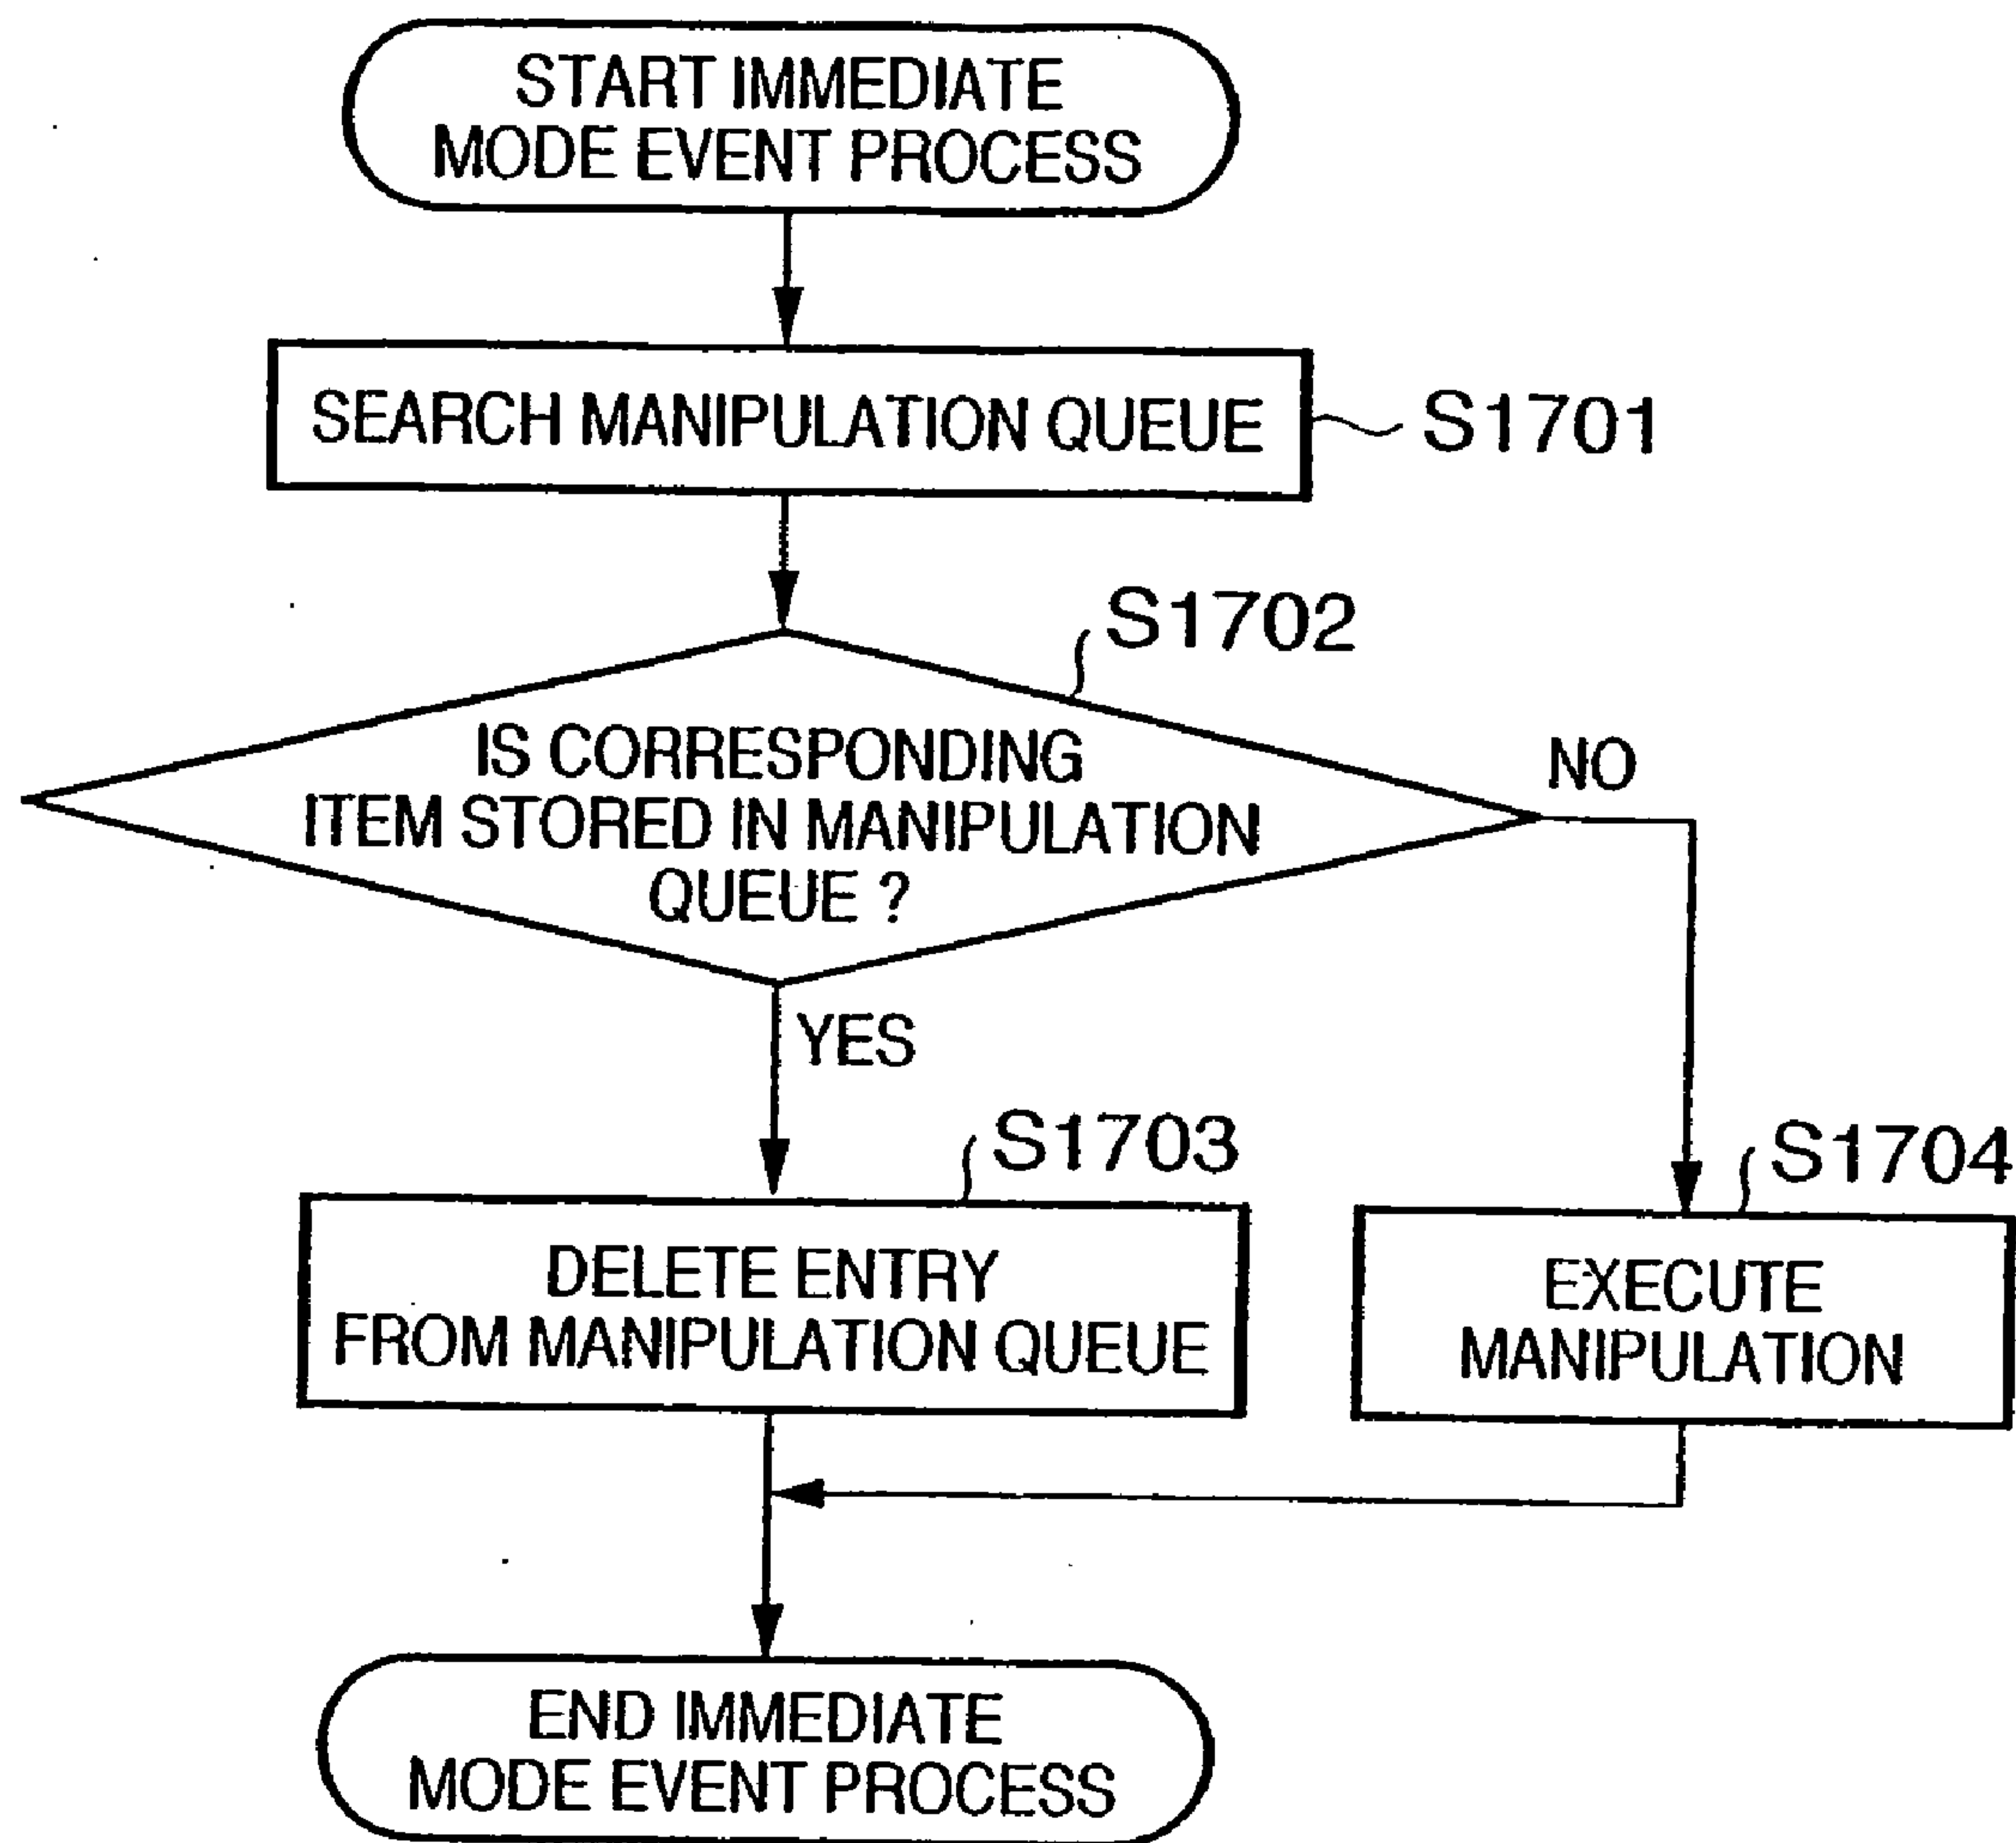 START IMMEDIATE
MODE EVENT PROCESS
SEARCH MANIPULATION QUEUE
S1701
S1702
IS CORRESPONDING
ITEM STORED IN MANIPULATION
QUEUE ?
NO
YES
S1703
DELETE ENTRY
FROM MANIPULATION QUEUE
S1704
EXECUTE
MANIPULATION
END IMMEDIATE
MODE EVENT PROCESS